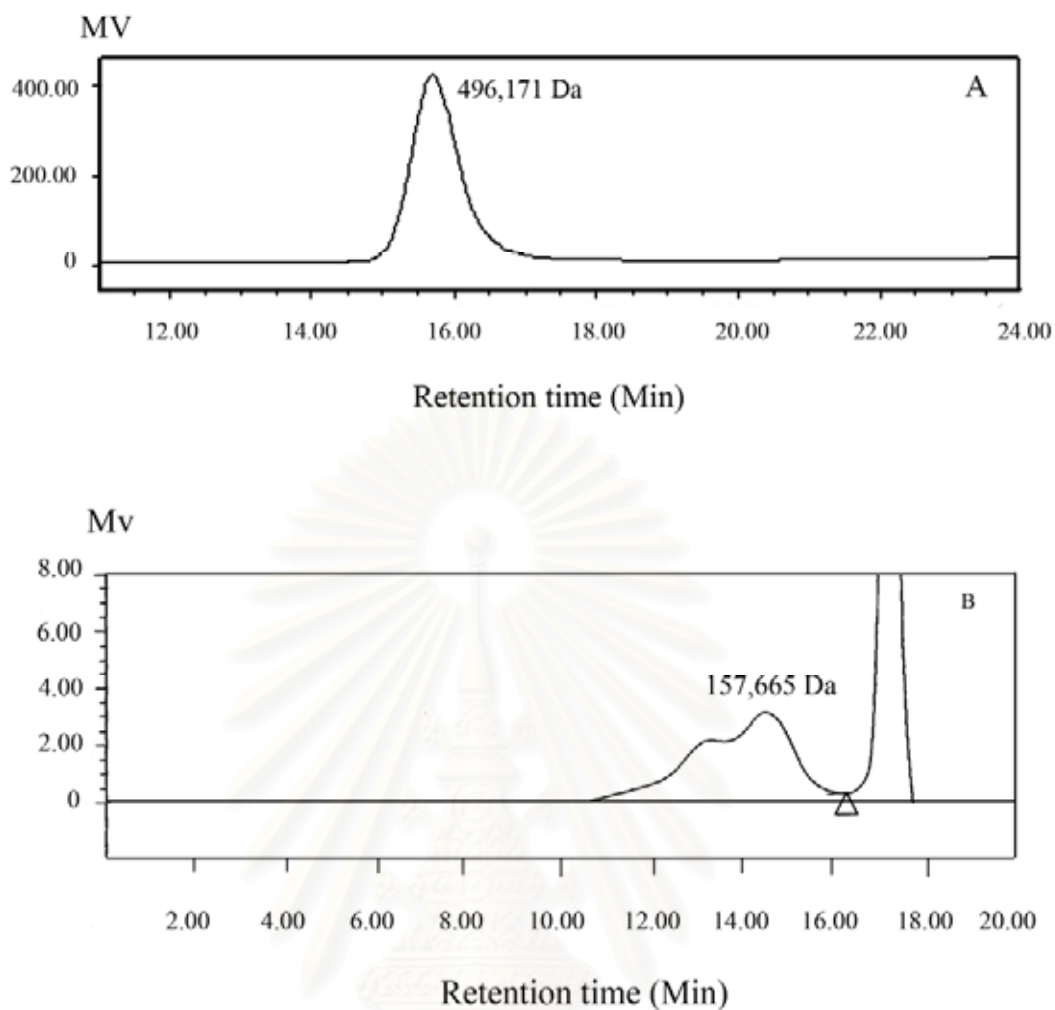 MV
400.00
200.00
0
496,171 Da
A
12.00 14.00 16.00 18.00 20.00 22.00 24.00
Retention time (Min)
Mv
8.00
6.00
4.00
2.00
0
B
157,665 Da
2.00 4.00 6.00 8.00 10.00 12.00 14.00 16.00 18.00 20.00
Retention time (Min)